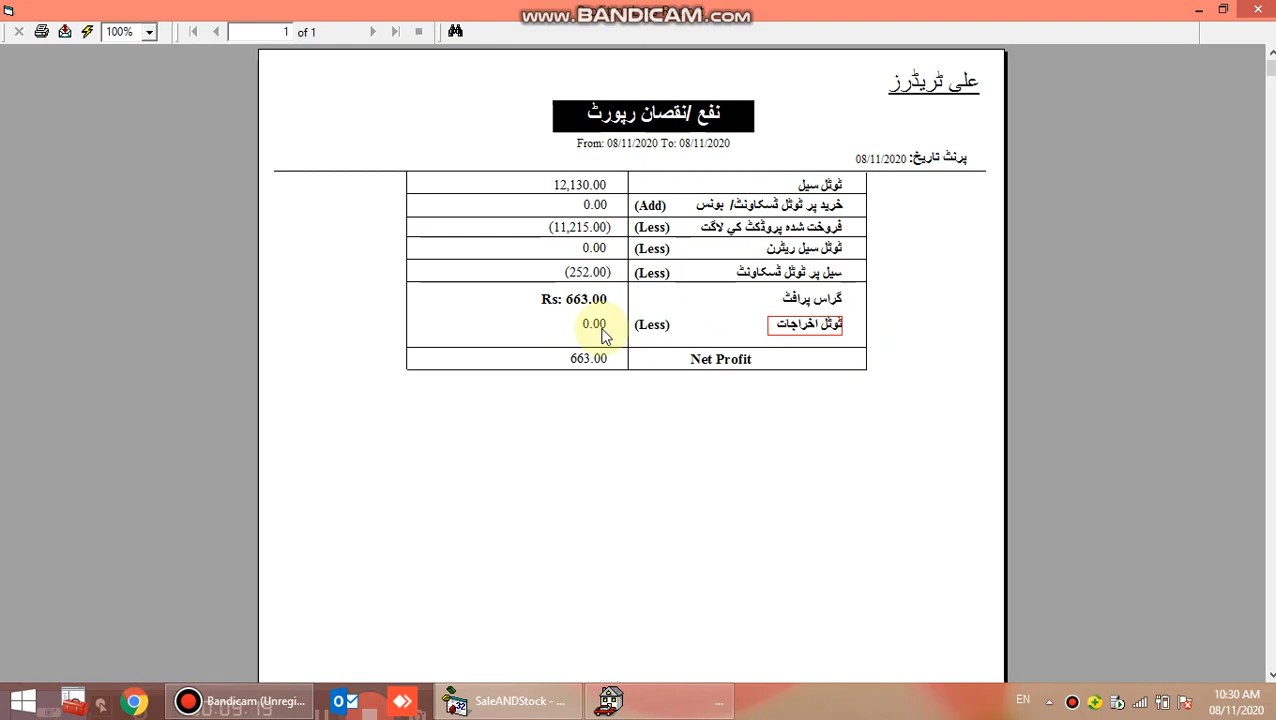 WWW.BANDICAM.COM
100%
1 of 1
علی ٹریڈرز
نفع /نقصان رپورٹ
From: 08/11/2020 To: 08/11/2020
پرنٹ تاریخ: 08/11/2020
ٹوٹل سیل 12,130.00
خرید پر ٹوٹل ڈسکاونٹ/ بونس (Add) 0.00
فروخت شدہ پروڈکٹ کي لاگت (Less) (11,215.00)
ٹوٹل سیل ریٹرن (Less) 0.00
سیل پر ٹوٹل ڈسکاونٹ (Less) (252.00)
گراس پرافٹ Rs: 663.00
ٹوٹل اخراجات (Less) 0.00
Net Profit 663.00
Bandicam (Unregi...
SaleANDStock - ...
...
EN
10:30 AM
08/11/2020